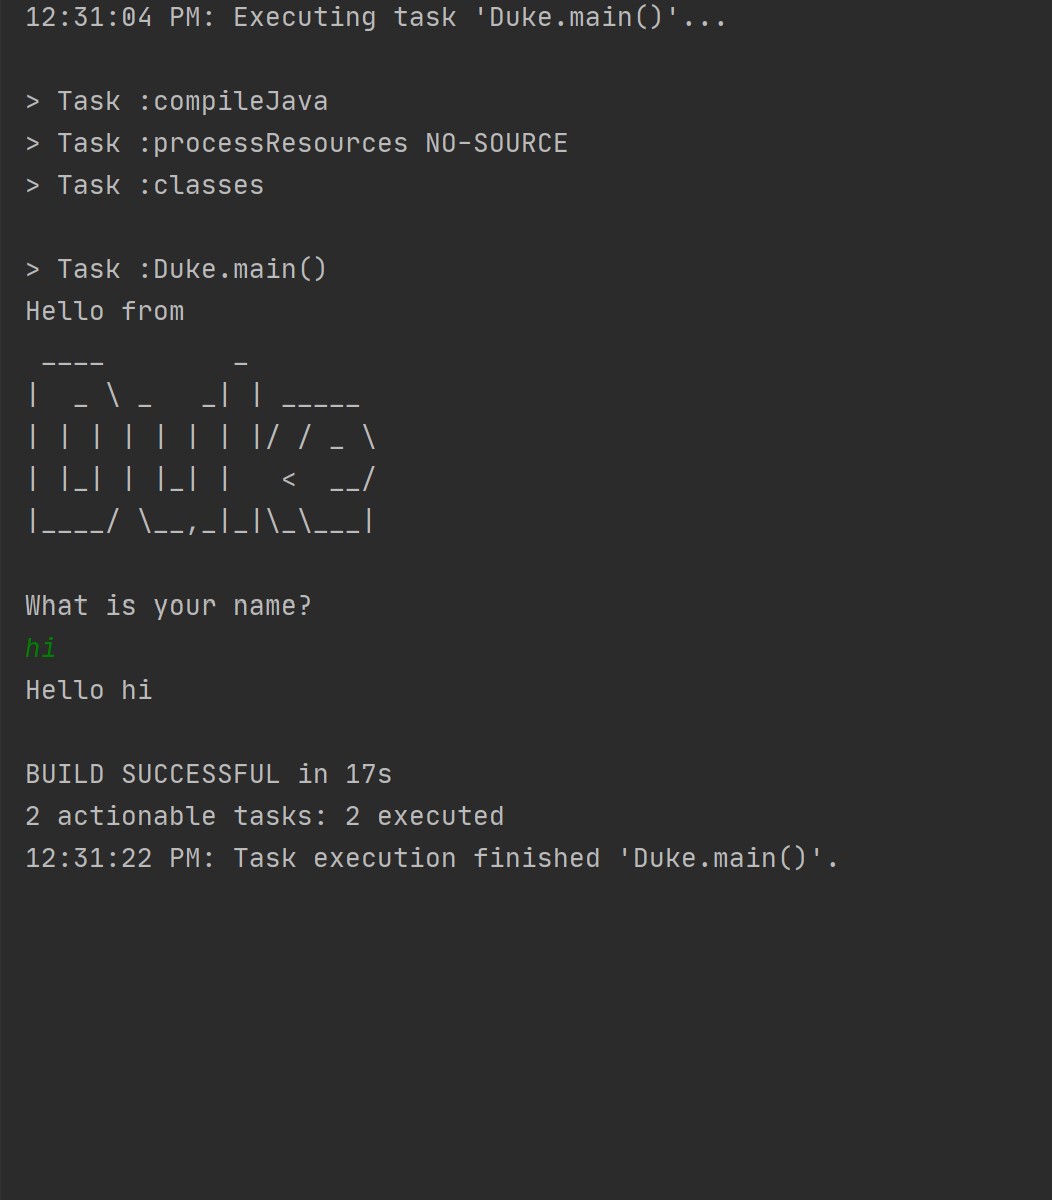 12:31:04 PM: Executing task 'Duke.main()'...

> Task :compileJava
> Task :processResources NO-SOURCE
> Task :classes

> Task :Duke.main()
Hello from
 ____        _
|  _ \ _   _| | _____
| | | | | | | |/ / _ \
| |_| | |_| |   <  __/
|____/ \__,_|_|\_\___|

What is your name?
hi
Hello hi

BUILD SUCCESSFUL in 17s
2 actionable tasks: 2 executed
12:31:22 PM: Task execution finished 'Duke.main()'.